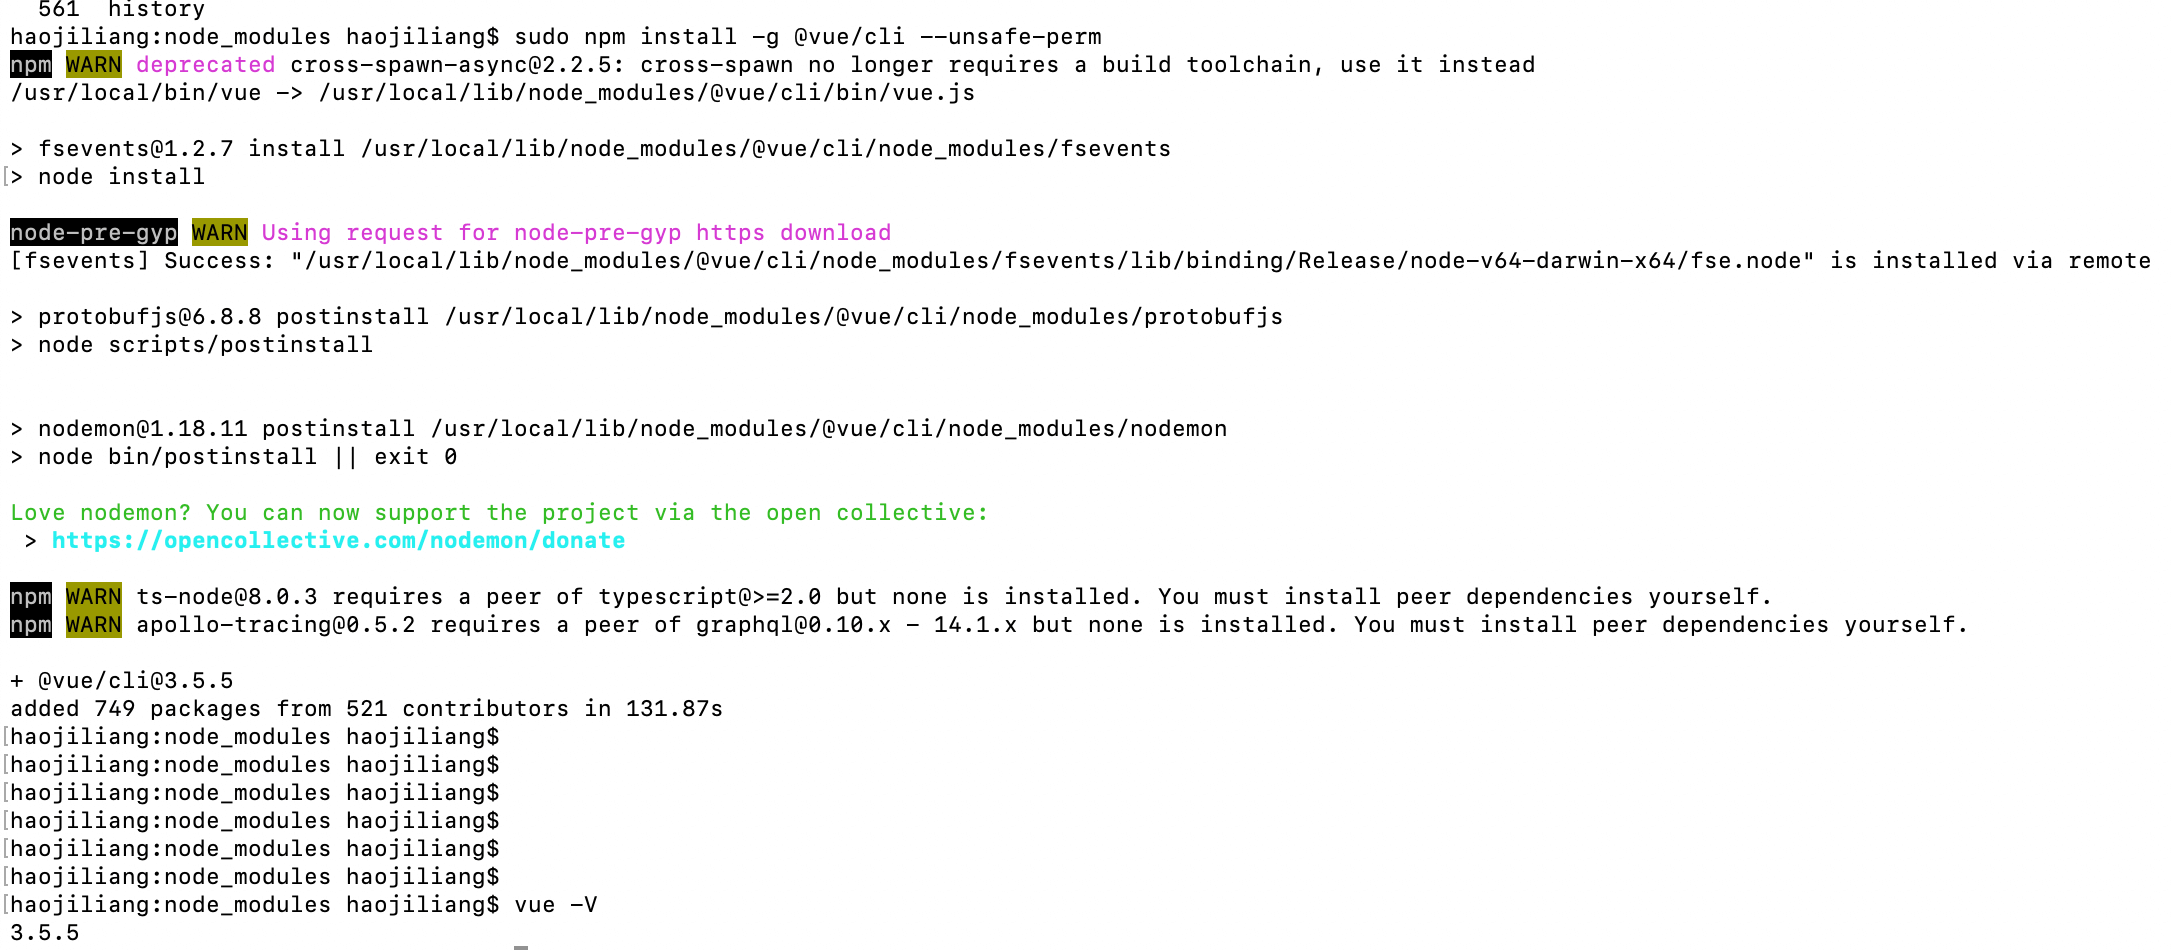 561  history
haojiliang:node_modules haojiliang$ sudo npm install -g @vue/cli --unsafe-perm
npm WARN deprecated cross-spawn-async@2.2.5: cross-spawn no longer requires a build toolchain, use it instead
/usr/local/bin/vue -> /usr/local/lib/node_modules/@vue/cli/bin/vue.js
> fsevents@1.2.7 install /usr/local/lib/node_modules/@vue/cli/node_modules/fsevents
[> node install
node-pre-gyp WARN Using request for node-pre-gyp https download
[fsevents] Success: "/usr/local/lib/node_modules/@vue/cli/node_modules/fsevents/lib/binding/Release/node-v64-darwin-x64/fse.node" is installed via remote
> protobufjs@6.8.8 postinstall /usr/local/lib/node_modules/@vue/cli/node_modules/protobufjs
> node scripts/postinstall
> nodemon@1.18.11 postinstall /usr/local/lib/node_modules/@vue/cli/node_modules/nodemon
> node bin/postinstall || exit 0
Love nodemon? You can now support the project via the open collective:
> https://opencollective.com/nodemon/donate
npm WARN ts-node@8.0.3 requires a peer of typescript@>=2.0 but none is installed. You must install peer dependencies yourself.
npm WARN apollo-tracing@0.5.2 requires a peer of graphql@0.10.x - 14.1.x but none is installed. You must install peer dependencies yourself.
+ @vue/cli@3.5.5
added 749 packages from 521 contributors in 131.87s
[haojiliang:node_modules haojiliang$
[haojiliang:node_modules haojiliang$
[haojiliang:node_modules haojiliang$
[haojiliang:node_modules haojiliang$
[haojiliang:node_modules haojiliang$
[haojiliang:node_modules haojiliang$
[haojiliang:node_modules haojiliang$ vue -V
3.5.5